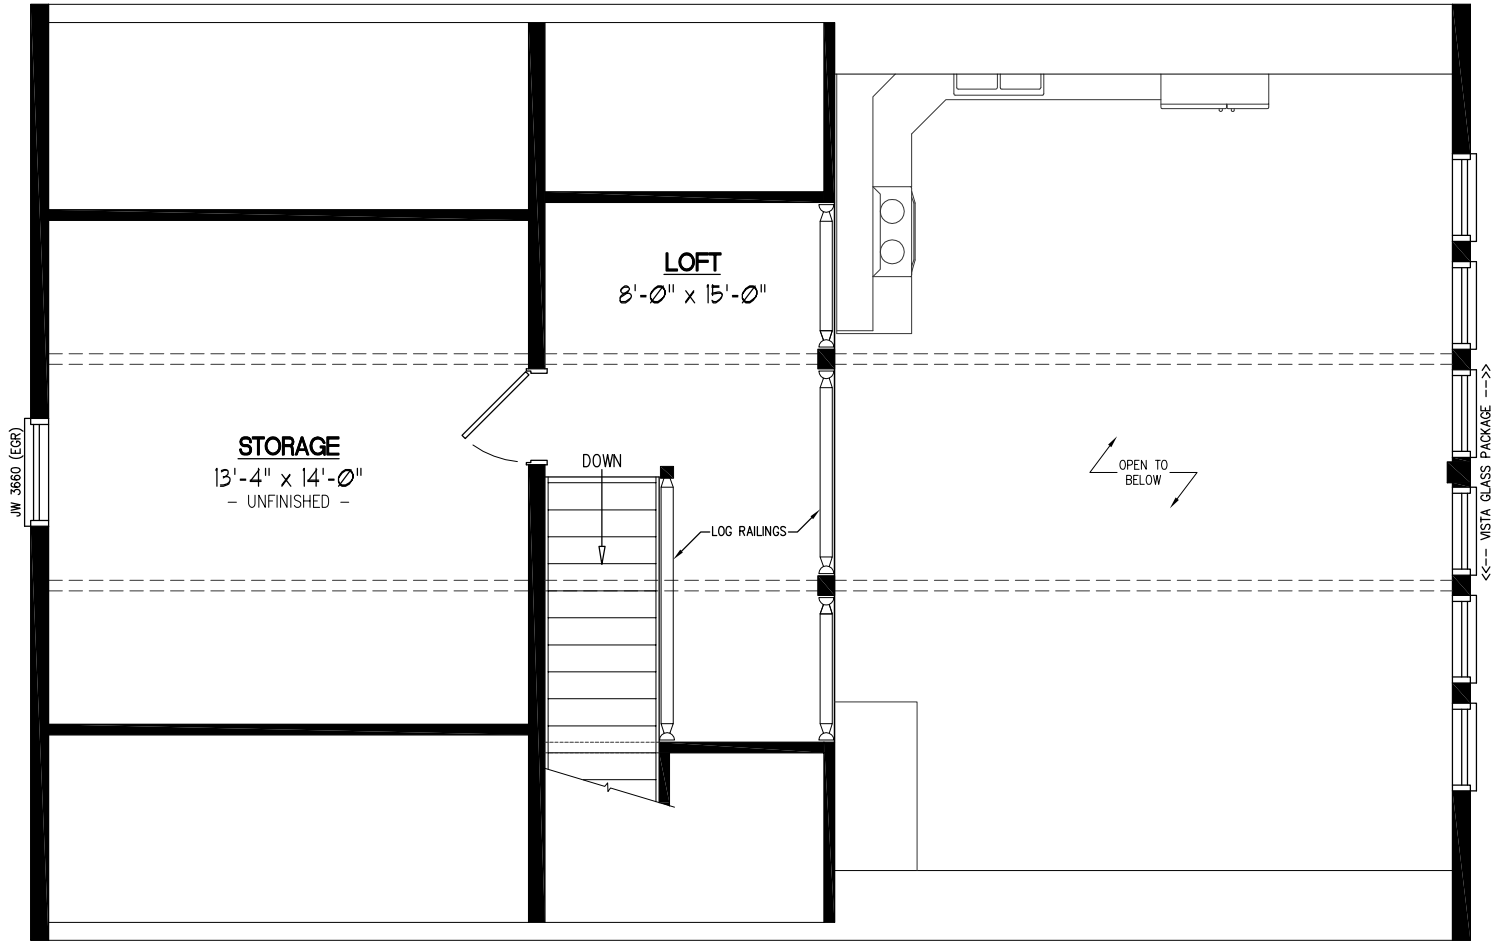 LOFT
8'-0" x 15'-0"
STORAGE
13'-4" x 14'-0"
- UNFINISHED -
JW 3660 (EGR)
DOWN
LOG RAILINGS
OPEN TO
BELOW
<<-- VISTA GLASS PACKAGE -->>